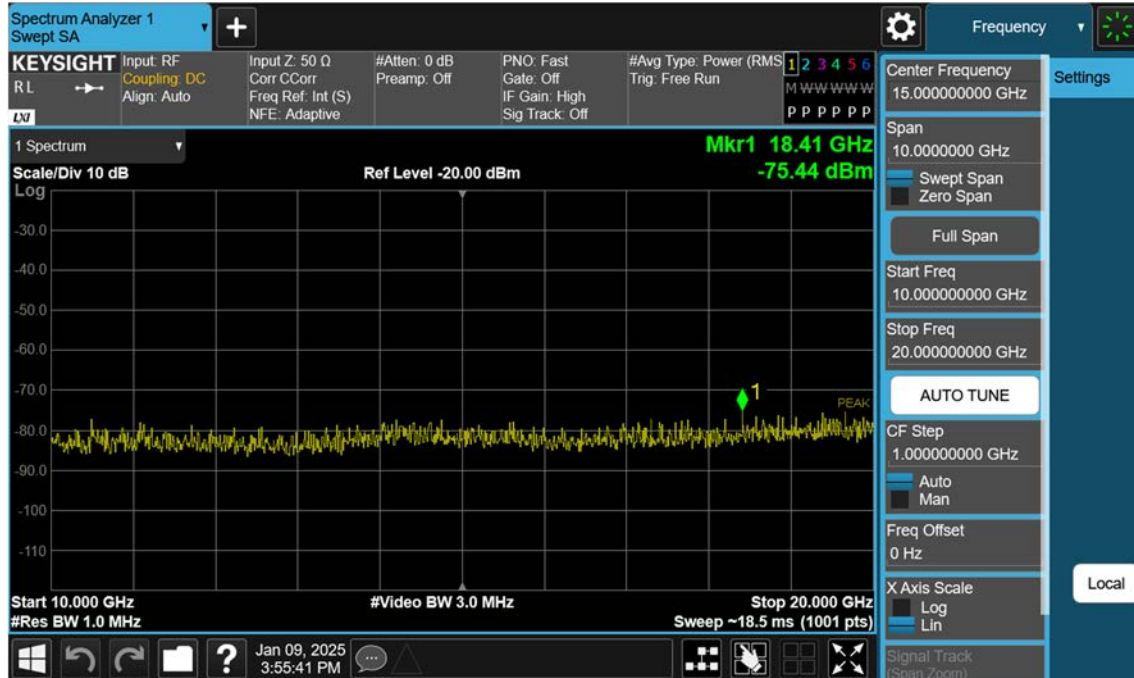 Spectrum Analyzer 1
Swept SA
Frequency
KEYSIGHT
R L
LXI
Input: RF
Coupling: DC
Align: Auto
Input Z: 50 Ω
Corr CCorr
Freq Ref: Int (S)
NFE: Adaptive
#Atten: 0 dB
Preamp: Off
PNO: Fast
Gate: Off
IF Gain: High
Sig Track: Off
#Avg Type: Power (RMS
Trig: Free Run
1 2 3 4 5 6
M W W W W W
P P P P P P
1 Spectrum
Mkr1 18.41 GHz
Scale/Div 10 dB
Ref Level -20.00 dBm
-75.44 dBm
Log
-30.0
-40.0
-50.0
-60.0
-70.0
1
PEAK
-80.0
-90.0
-100
-110
Start 10.000 GHz
#Video BW 3.0 MHz
Stop 20.000 GHz
#Res BW 1.0 MHz
Sweep ~18.5 ms (1001 pts)
?
Jan 09, 2025
3:55:41 PM
Center Frequency
15.000000000 GHz
Span
10.0000000 GHz
Swept Span
Zero Span
Full Span
Start Freq
10.000000000 GHz
Stop Freq
20.000000000 GHz
AUTO TUNE
CF Step
1.000000000 GHz
Auto
Man
Freq Offset
0 Hz
X Axis Scale
Log
Lin
Signal Track
(Span Zoom)
Settings
Local